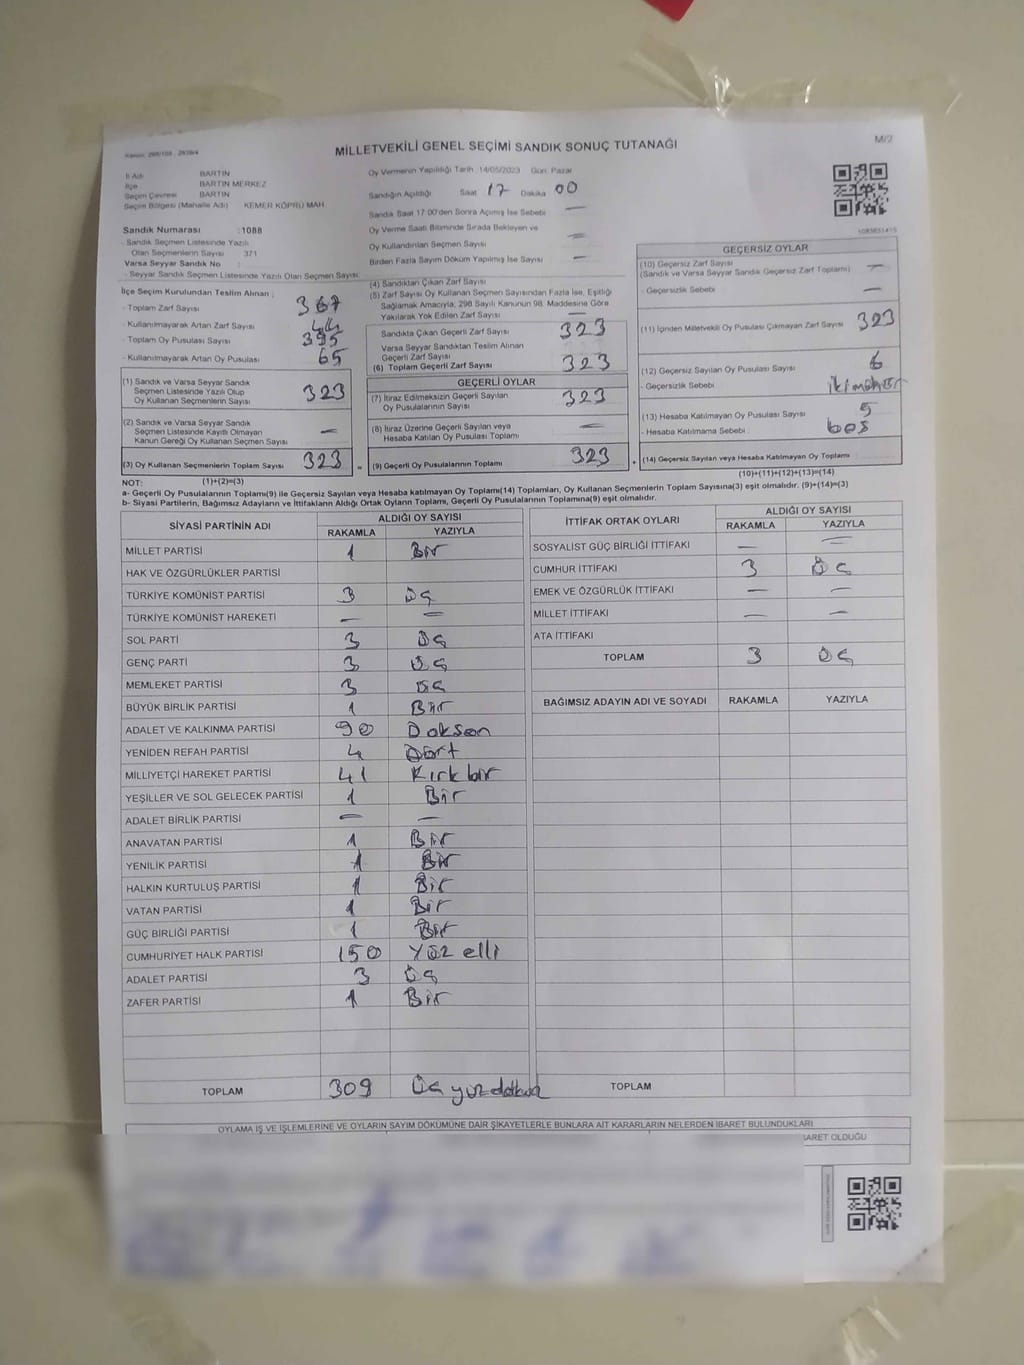 MİLLETVEKİLİ GENEL SEÇİMİ SANDIK SONUÇ TUTANAĞI
M/2
İl Adı BARTIN
İlçe BARTIN MERKEZ
Seçim Çevresi BARTIN
Seçim Bölgesi (Mahalle Adı) KEMER KÖPRÜ MAH.
Oy Vermenin Yapıldığı Tarih 14/05/2023 Gün: Pazar
Sandığın Açıldığı Saat 17 Dakika 00
Sandık Saat 17.00'den Sonra Açılmış İse Sebebi —
Oy Verme Saati Bitiminde Sırada Bekleyen ve
Oy Kullandırılan Seçmen Sayısı —
Birden Fazla Sayım Döküm Yapılmış İse Sayısı —
Sandık Numarası :1088
- Sandık Seçmen Listesinde Yazılı
Olan Seçmenlerin Sayısı 371
Varsa Seyyar Sandık No :
- Seyyar Sandık Seçmen Listesinde Yazılı Olan Seçmen Sayısı:
İlçe Seçim Kurulundan Teslim Alınan :
- Toplam Zarf Sayısı 367
- Kullanılmayarak Artan Zarf Sayısı 44
- Toplam Oy Pusulası Sayısı 395
- Kullanılmayarak Artan Oy Pusulası 65
(1) Sandık ve Varsa Seyyar Sandık
Seçmen Listesinde Yazılı Olup
Oy Kullanan Seçmenlerin Sayısı 323
(2) Sandık ve Varsa Seyyar Sandık
Seçmen Listesinde Kaydı Olmayan
Kanun Gereği Oy Kullanan Seçmen Sayısı —
(3) Oy Kullanan Seçmenlerin Toplam Sayısı 323
(4) Sandıktan Çıkan Zarf Sayısı
(5) Zarf Sayısı Oy Kullanan Seçmen Sayısından Fazla İse, Eşitliği
Sağlamak Amacıyla, 298 Sayılı Kanunun 98. Maddesine Göre
Yakılarak Yok Edilen Zarf Sayısı —
Sandıkta Çıkan Geçerli Zarf Sayısı 323
Varsa Seyyar Sandıktan Teslim Alınan
Geçerli Zarf Sayısı
(6) Toplam Geçerli Zarf Sayısı 323
GEÇERLİ OYLAR
(7) İtiraz Edilmeksizin Geçerli Sayılan
Oy Pusulalarının Sayısı 323
(8) İtiraz Üzerine Geçerli Sayılan veya
Hesaba Katılan Oy Pusulası Toplamı —
(9) Geçerli Oy Pusulalarının Toplamı 323
GEÇERSİZ OYLAR
(10) Geçersiz Zarf Sayısı
(Sandık ve Varsa Seyyar Sandık Geçersiz Zarf Toplamı) —
- Geçersizlik Sebebi —
(11) İçinden Milletvekili Oy Pusulası Çıkmayan Zarf Sayısı 323
(12) Geçersiz Sayılan Oy Pusulası Sayısı 6
- Geçersizlik Sebebi iki mühür
(13) Hesaba Katılmayan Oy Pusulası Sayısı 5
- Hesaba Katılmama Sebebi boş
(14) Geçersiz Sayılan veya Hesaba Katılmayan Oy Toplamı
(10)+(11)+(12)+(13)=(14)
NOT: (1)+(2)=(3)
a- Geçerli Oy Pusulalarının Toplamı(9) ile Geçersiz Sayılan veya Hesaba katılmayan Oy Toplamı(14) Toplamları, Oy Kullanan Seçmenlerin Toplam Sayısına(3) eşit olmalıdır. (9)+(14)=(3)
b- Siyasi Partilerin, Bağımsız Adayların ve İttifakların Aldığı Ortak Oyların Toplamı, Geçerli Oy Pusulalarının Toplamına(9) eşit olmalıdır.
SİYASİ PARTİNİN ADI ALDIĞI OY SAYISI
RAKAMLA YAZIYLA
MİLLET PARTİSİ 1 Bir
HAK VE ÖZGÜRLÜKLER PARTİSİ
TÜRKİYE KOMÜNİST PARTİSİ 3 Üç
TÜRKİYE KOMÜNİST HAREKETİ — —
SOL PARTİ 3 Üç
GENÇ PARTİ 3 Üç
MEMLEKET PARTİSİ 3 Üç
BÜYÜK BİRLİK PARTİSİ 1 Bir
ADALET VE KALKINMA PARTİSİ 90 Doksan
YENİDEN REFAH PARTİSİ 4 Dört
MİLLİYETÇİ HAREKET PARTİSİ 41 Kırk bir
YEŞİLLER VE SOL GELECEK PARTİSİ 1 Bir
ADALET BİRLİK PARTİSİ — —
ANAVATAN PARTİSİ 1 Bir
YENİLİK PARTİSİ 1 Bir
HALKIN KURTULUŞ PARTİSİ 1 Bir
VATAN PARTİSİ 1 Bir
GÜÇ BİRLİĞİ PARTİSİ 1 Bir
CUMHURİYET HALK PARTİSİ 150 Yüz elli
ADALET PARTİSİ 3 Üç
ZAFER PARTİSİ 1 Bir
TOPLAM 309 Üç yüz dokuz
İTTİFAK ORTAK OYLARI ALDIĞI OY SAYISI
RAKAMLA YAZIYLA
SOSYALİST GÜÇ BİRLİĞİ İTTİFAKI — —
CUMHUR İTTİFAKI 3 Üç
EMEK VE ÖZGÜRLÜK İTTİFAKI — —
MİLLET İTTİFAKI — —
ATA İTTİFAKI
TOPLAM 3 Üç
BAĞIMSIZ ADAYIN ADI VE SOYADI RAKAMLA YAZIYLA
TOPLAM
OYLAMA İŞ VE İŞLEMLERİNE VE OYLARIN SAYIM DÖKÜMÜNE DAİR ŞİKAYETLERLE BUNLARA AİT KARARLARIN NELERDEN İBARET BULUNDUKLARI
BARET OLDUĞU